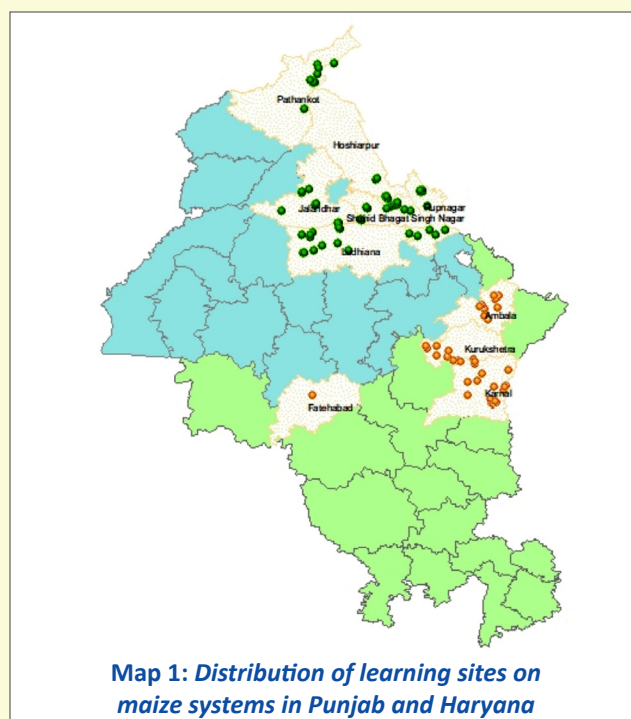 Pathankot
Hoshiarpur
Jalandhar
Rupnagar
Shahid Bhagat Singh Nagar
Ludhiana
Ambala
Kurukshetra
Karnal
Fatehabad
Map 1: Distribution of learning sites on
maize systems in Punjab and Haryana